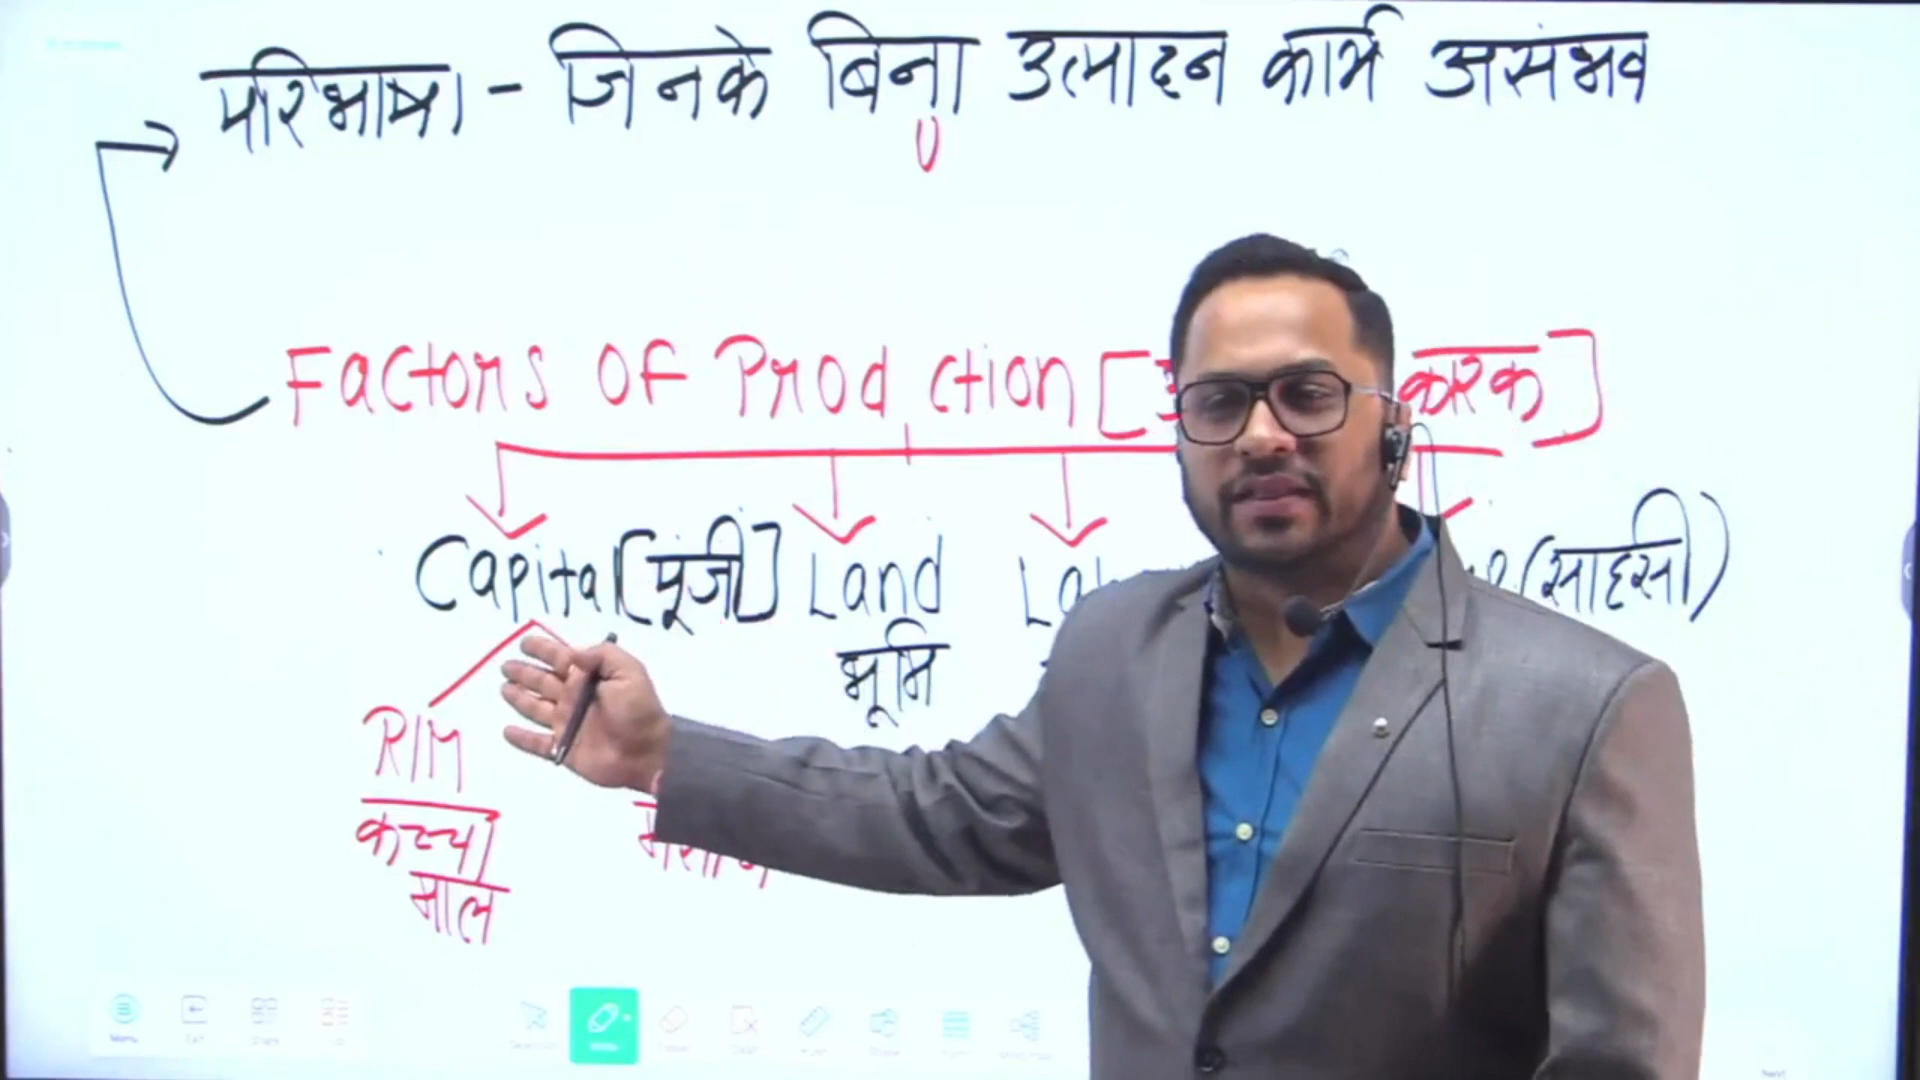 परिभाषा - जिनके बिना उत्पादन कार्य असंभव
Factors OF Production [ कारक]
Capital [पूंजी] Land (साहसी)
भूमि
R/M
कच्चा
माल